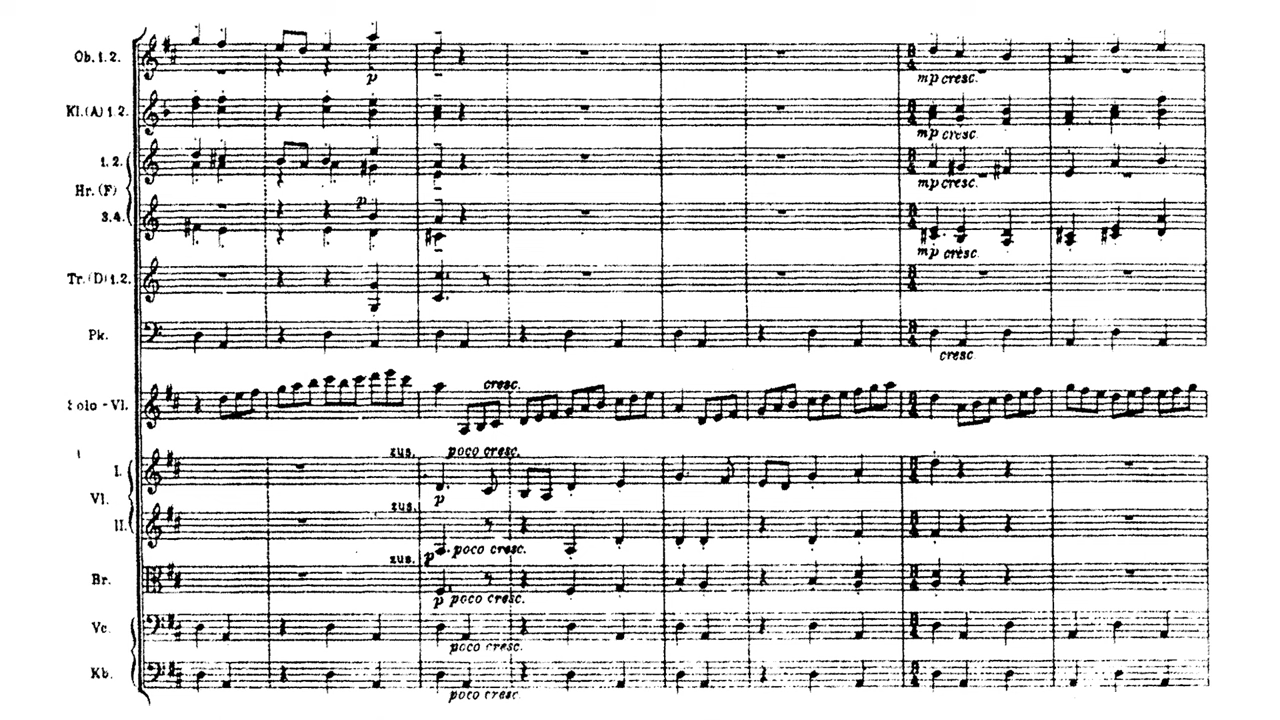 Ob. 1. 2.
p
mp cresc.
Kl. (A) 1. 2.
mp cresc.
1. 2.
mp cresc.
Hr. (F)
p
3. 4.
mp cresc.
Tr. (D) 1. 2.
Pk.
cresc.
cresc.
Solo - Vl.
zus. poco cresc.
I.
p
Vl.
zus.
II.
p poco cresc.
zus.
Br.
p poco cresc.
Vc.
poco cresc.
Kb.
poco cresc.